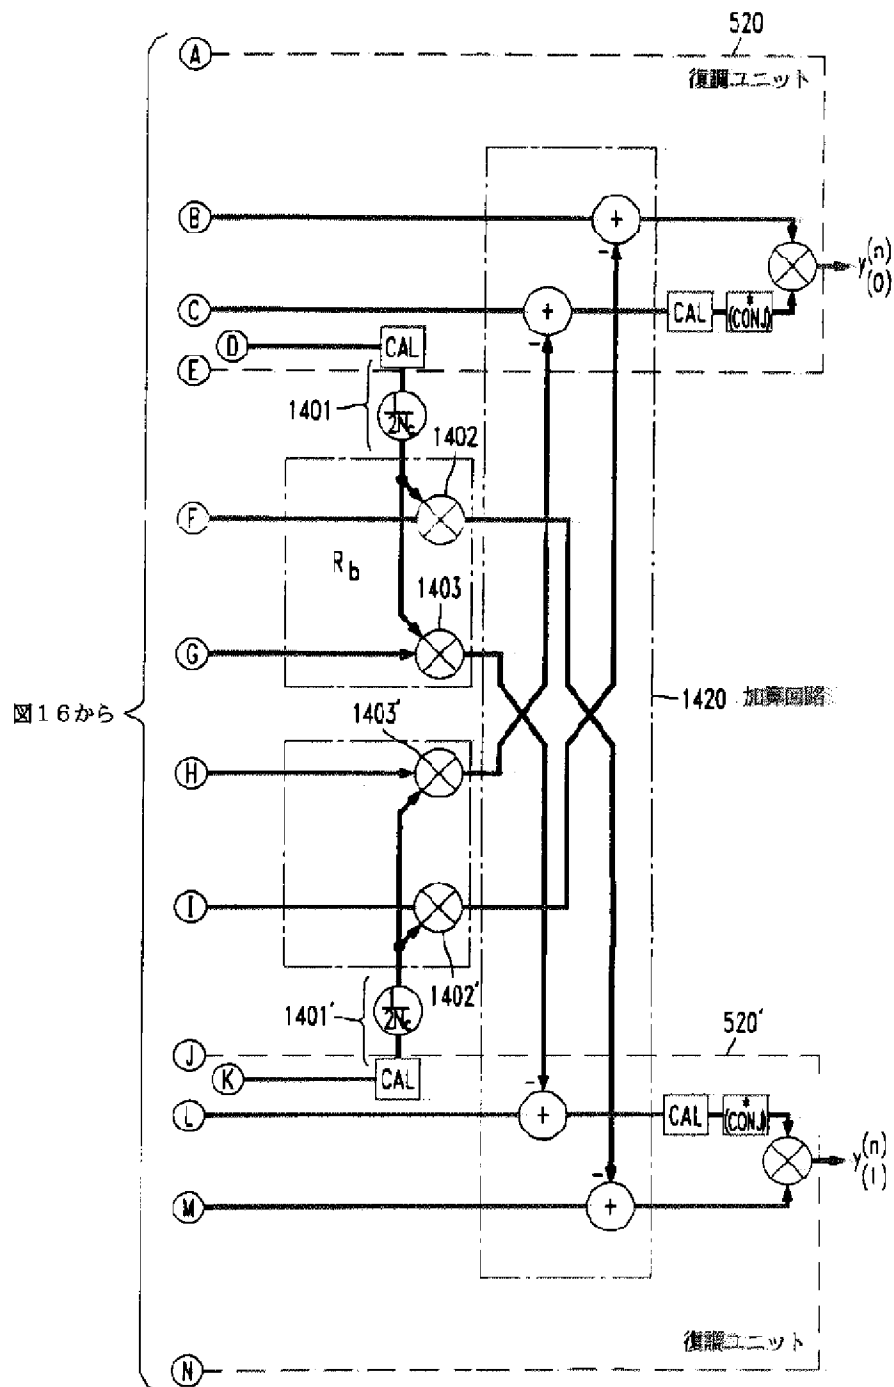 520
A
復調ユニット
B
+
-
y(n)(0)
C
+
CAL
*
(CONJ)
-
D
CAL
E
1401
1/2Nc
1402
F
Rb
1403
G
図16から
1420 加算回路
1403'
H
I
1402'
1401'
1/2Nc
520'
J
K
CAL
-
L
+
CAL
*
(CONJ)
y(n)(1)
-
M
+
復調ユニット
N